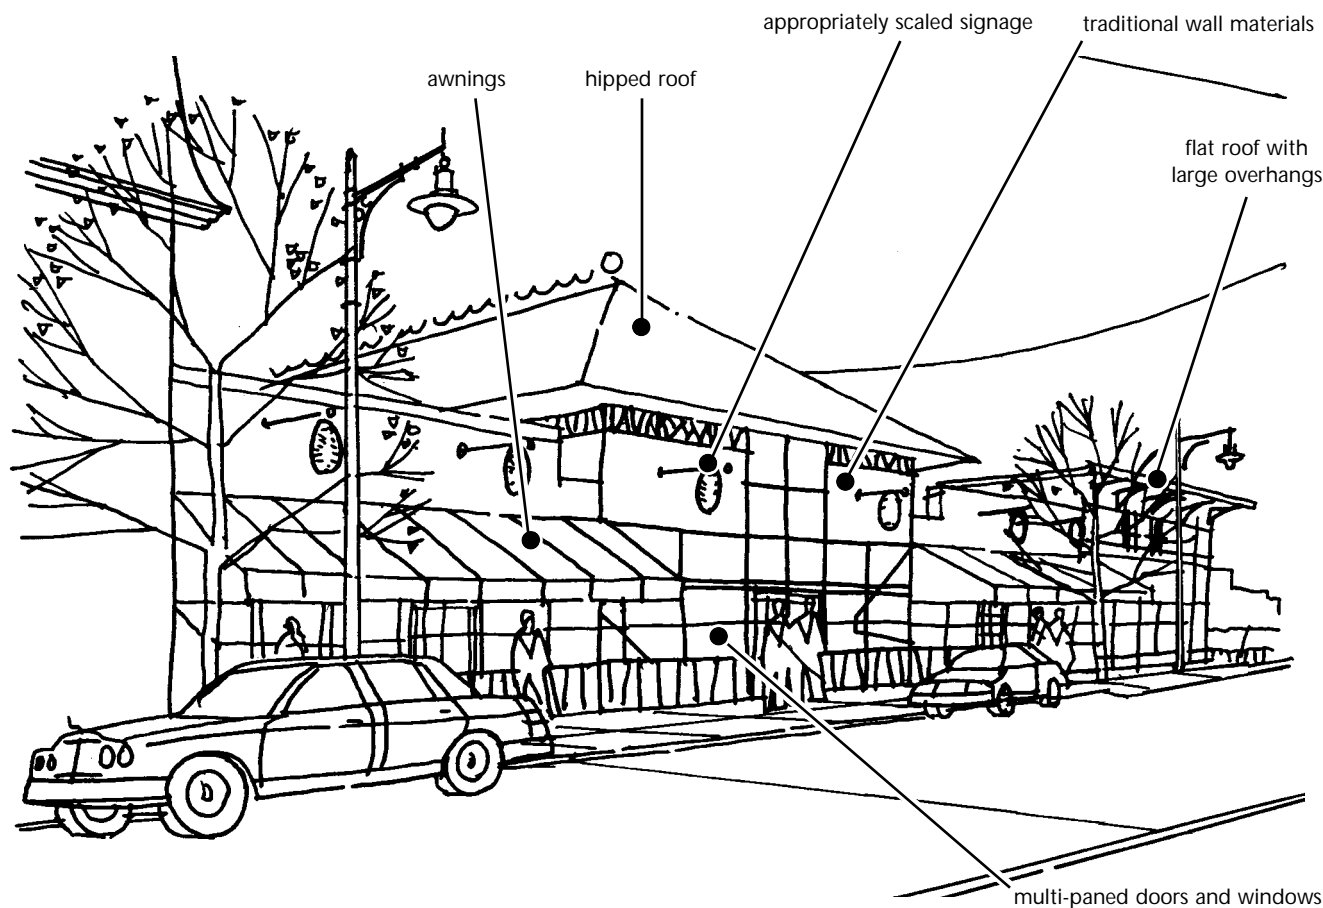 appropriately scaled signage
traditional wall materials
awnings
hipped roof
flat roof with
large overhangs
multi-paned doors and windows